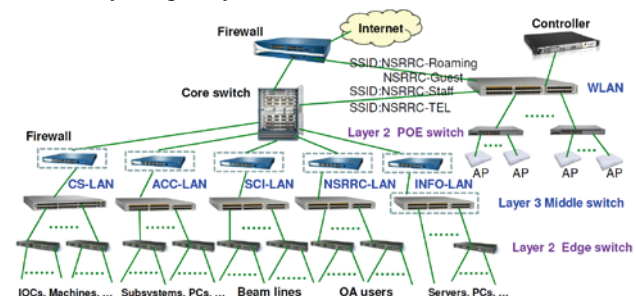 Internet
Controller
Firewall
SSID:NSRRC-Roaming
NSRRC-Guest
Core switch
SSID:NSRRC-Staff
WLAN
SSID:NSRRC-TEL
Layer 2 POE switch
Firewall
AP AP AP AP
CS-LAN ACC-LAN SCI-LAN NSRRC-LAN INFO-LAN
Layer 3 Middle switch
Layer 2 Edge switch
IOCs, Machines, ... Subsystems, PCs, ... Beam lines OA users Servers, PCs, ...